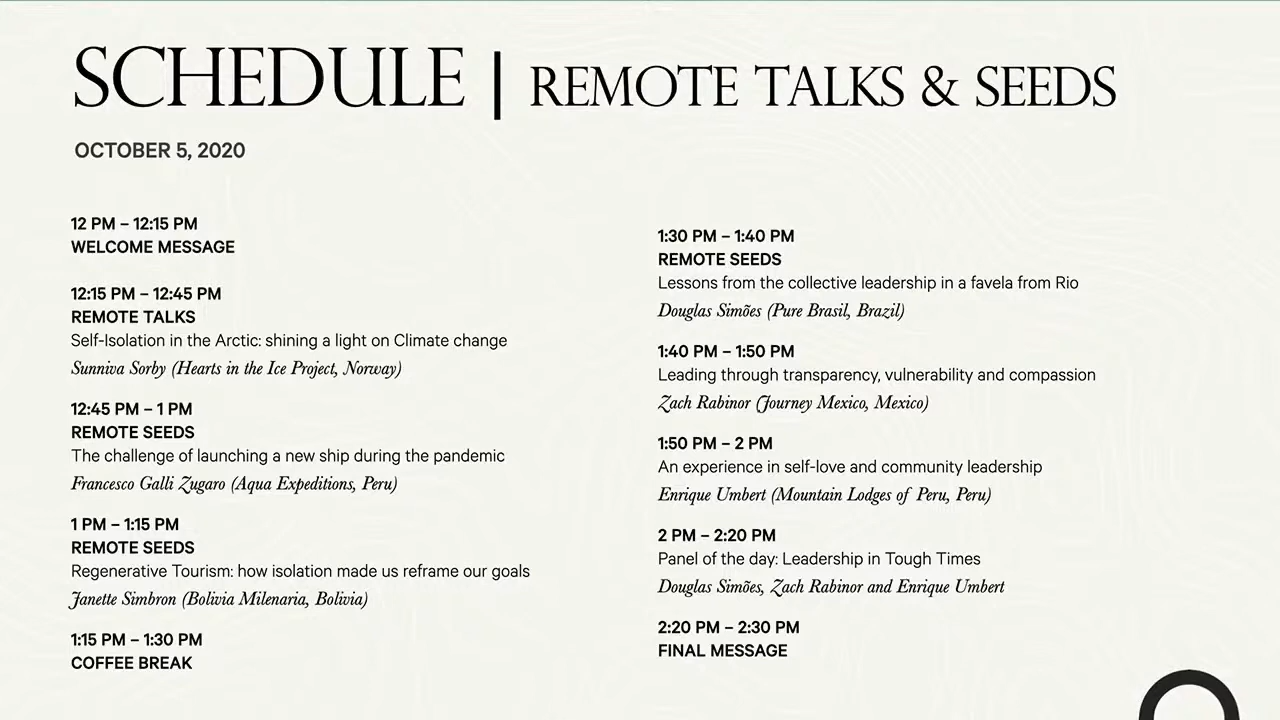 SCHEDULE | REMOTE TALKS & SEEDS
OCTOBER 5, 2020
12 PM – 12:15 PM
WELCOME MESSAGE
12:15 PM – 12:45 PM
REMOTE TALKS
Self-Isolation in the Arctic: shining a light on Climate change
Sunniva Sorby (Hearts in the Ice Project, Norway)
12:45 PM – 1 PM
REMOTE SEEDS
The challenge of launching a new ship during the pandemic
Francesco Galli Zugaro (Aqua Expeditions, Peru)
1 PM – 1:15 PM
REMOTE SEEDS
Regenerative Tourism: how isolation made us reframe our goals
Janette Simbron (Bolivia Milenaria, Bolivia)
1:15 PM – 1:30 PM
COFFEE BREAK
1:30 PM – 1:40 PM
REMOTE SEEDS
Lessons from the collective leadership in a favela from Rio
Douglas Simões (Pure Brasil, Brazil)
1:40 PM – 1:50 PM
Leading through transparency, vulnerability and compassion
Zach Rabinor (Journey Mexico, Mexico)
1:50 PM – 2 PM
An experience in self-love and community leadership
Enrique Umbert (Mountain Lodges of Peru, Peru)
2 PM – 2:20 PM
Panel of the day: Leadership in Tough Times
Douglas Simões, Zach Rabinor and Enrique Umbert
2:20 PM – 2:30 PM
FINAL MESSAGE